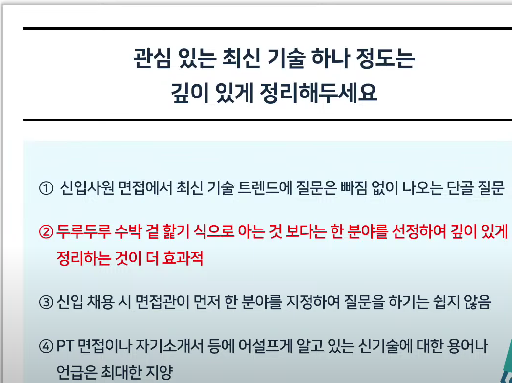 관심 있는 최신 기술 하나 정도는
깊이 있게 정리해두세요
① 신입사원 면접에서 최신 기술 트렌드에 질문은 빠짐 없이 나오는 단골 질문
② 두루두루 수박 겉 핥기 식으로 아는 것 보다는 한 분야를 선정하여 깊이 있게
정리하는 것이 더 효과적
③ 신입 채용 시 면접관이 먼저 한 분야를 지정하여 질문을 하기는 쉽지 않음
④ PT 면접이나 자기소개서 등에 어설프게 알고 있는 신기술에 대한 용어나
언급은 최대한 지양